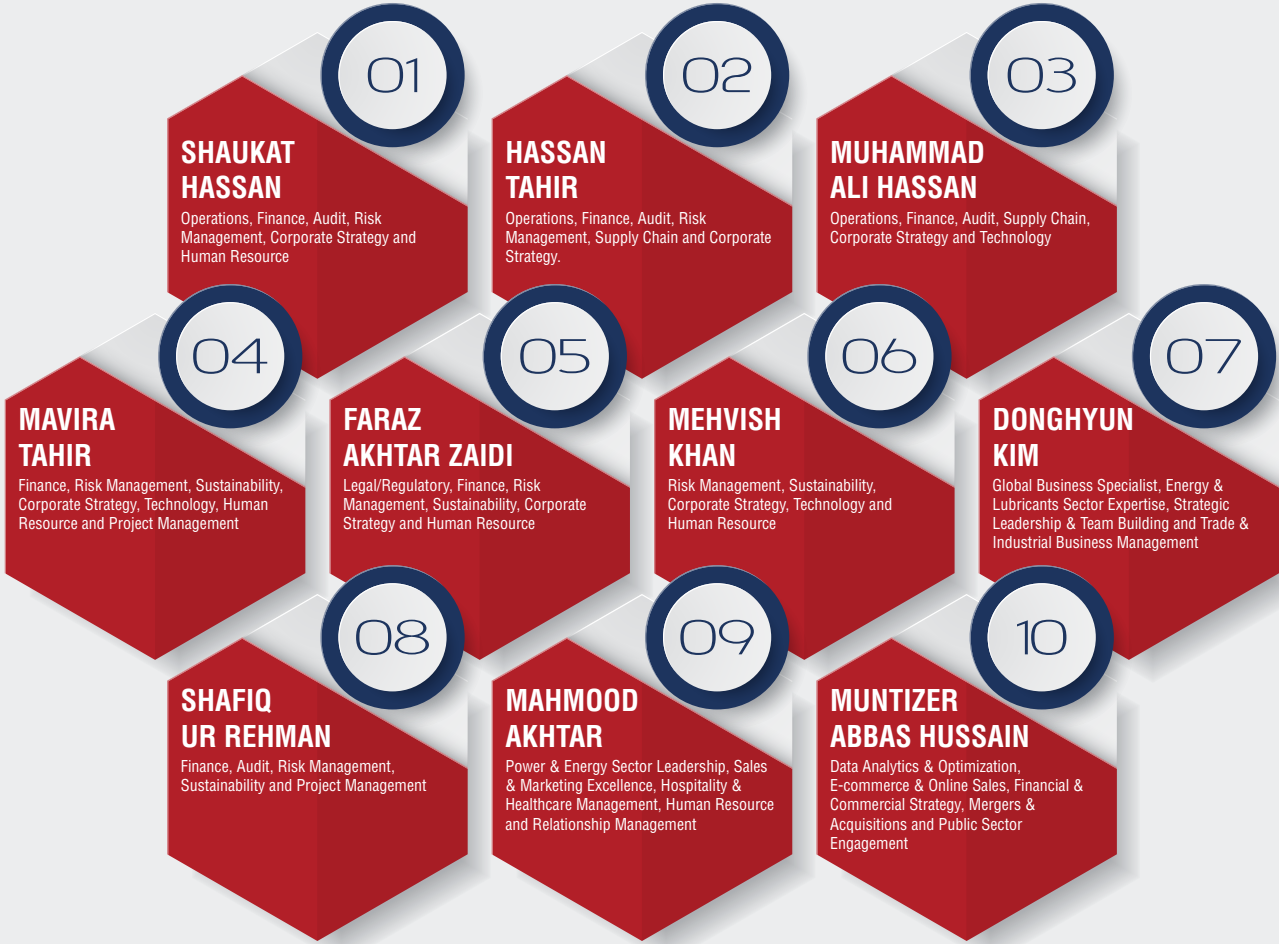 01
SHAUKAT
HASSAN
Operations, Finance, Audit, Risk
Management, Corporate Strategy and
Human Resource
02
HASSAN
TAHIR
Operations, Finance, Audit, Risk
Management, Supply Chain and Corporate
Strategy.
03
MUHAMMAD
ALI HASSAN
Operations, Finance, Audit, Supply Chain,
Corporate Strategy and Technology
04
MAVIRA
TAHIR
Finance, Risk Management, Sustainability,
Corporate Strategy, Technology, Human
Resource and Project Management
05
FARAZ
AKHTAR ZAIDI
Legal/Regulatory, Finance, Risk
Management, Sustainability, Corporate
Strategy and Human Resource
06
MEHVISH
KHAN
Risk Management, Sustainability,
Corporate Strategy, Technology and
Human Resource
07
DONGHYUN
KIM
Global Business Specialist, Energy &
Lubricants Sector Expertise, Strategic
Leadership & Team Building and Trade &
Industrial Business Management
08
SHAFIQ
UR REHMAN
Finance, Audit, Risk Management,
Sustainability and Project Management
09
MAHMOOD
AKHTAR
Power & Energy Sector Leadership, Sales
& Marketing Excellence, Hospitality &
Healthcare Management, Human Resource
and Relationship Management
10
MUNTIZER
ABBAS HUSSAIN
Data Analytics & Optimization,
E-commerce & Online Sales, Financial &
Commercial Strategy, Mergers &
Acquisitions and Public Sector
Engagement